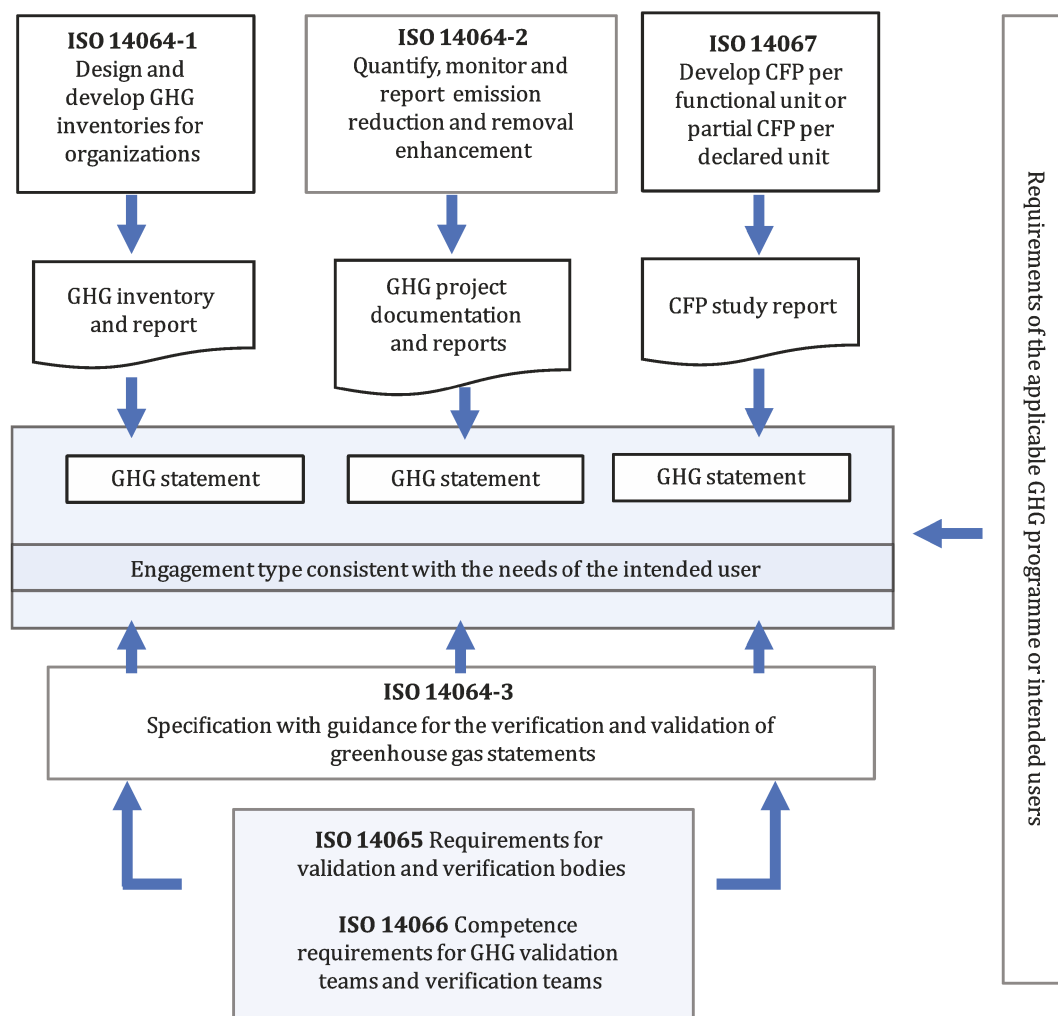 ISO 14064-1
Design and
develop GHG
inventories for
organizations
ISO 14064-2
Quantify, monitor and
report emission
reduction and removal
enhancement
ISO 14067
Develop CFP per
functional unit or
partial CFP per
declared unit
GHG inventory
and report
GHG project
documentation
and reports
CFP study report
GHG statement
GHG statement
GHG statement
Engagement type consistent with the needs of the intended user
ISO 14064-3
Specification with guidance for the verification and validation of
greenhouse gas statements
ISO 14065 Requirements for
validation and verification bodies
ISO 14066 Competence
requirements for GHG validation
teams and verification teams
Requirements of the applicable GHG programme or intended users